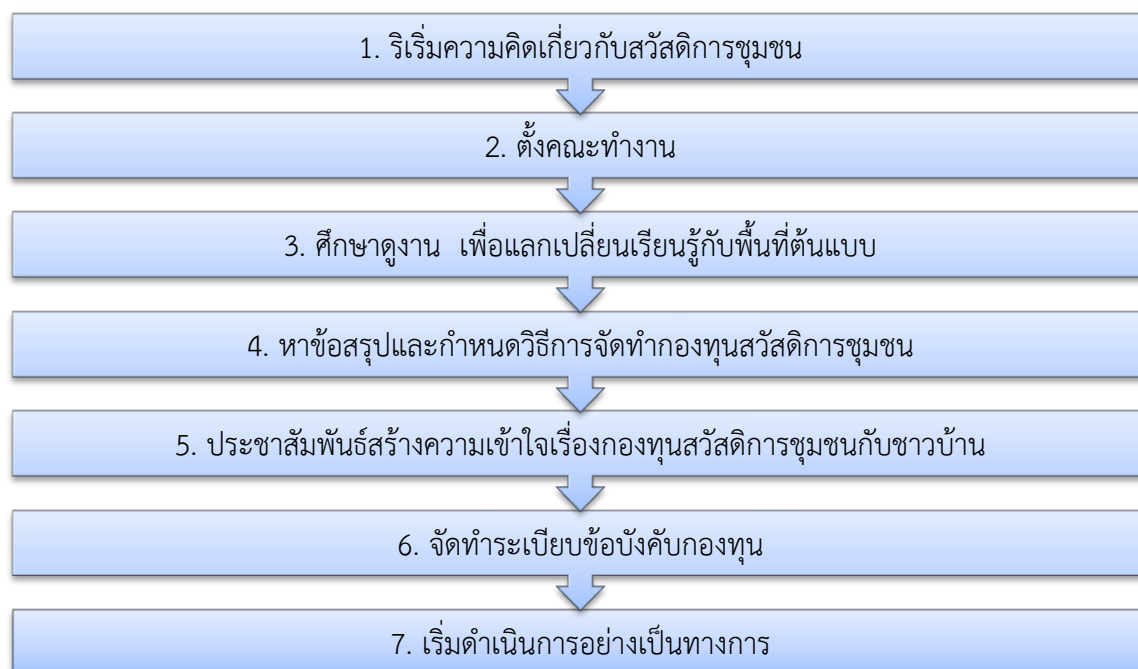 1. ริเริ่มความคิดเกี่ยวกับสวัสดิการชุมชน
2. ตั้งคณะทำงาน
3. ศึกษาดูงาน เพื่อแลกเปลี่ยนเรียนรู้กับพื้นที่ต้นแบบ
4. หาข้อสรุปและกำหนดวิธีการจัดทำกองทุนสวัสดิการชุมชน
5. ประชาสัมพันธ์สร้างความเข้าใจเรื่องกองทุนสวัสดิการชุมชนกับชาวบ้าน
6. จัดทำระเบียบข้อบังคับกองทุน
7. เริ่มดำเนินการอย่างเป็นทางการ